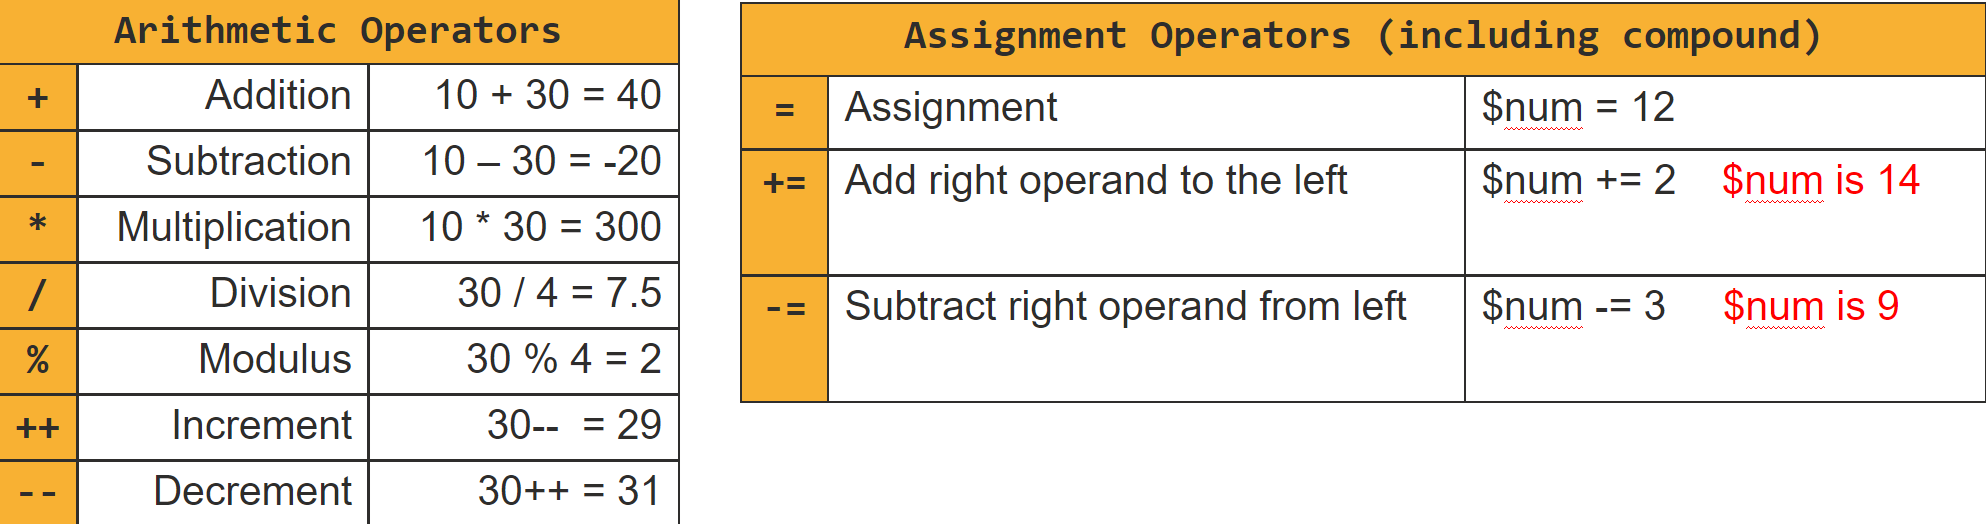 Arithmetic Operators
+ Addition 10 + 30 = 40
- Subtraction 10 – 30 = -20
* Multiplication 10 * 30 = 300
/ Division 30 / 4 = 7.5
% Modulus 30 % 4 = 2
++ Increment 30-- = 29
-- Decrement 30++ = 31
Assignment Operators (including compound)
= Assignment $num = 12
+= Add right operand to the left $num += 2 $num is 14
-= Subtract right operand from left $num -= 3 $num is 9